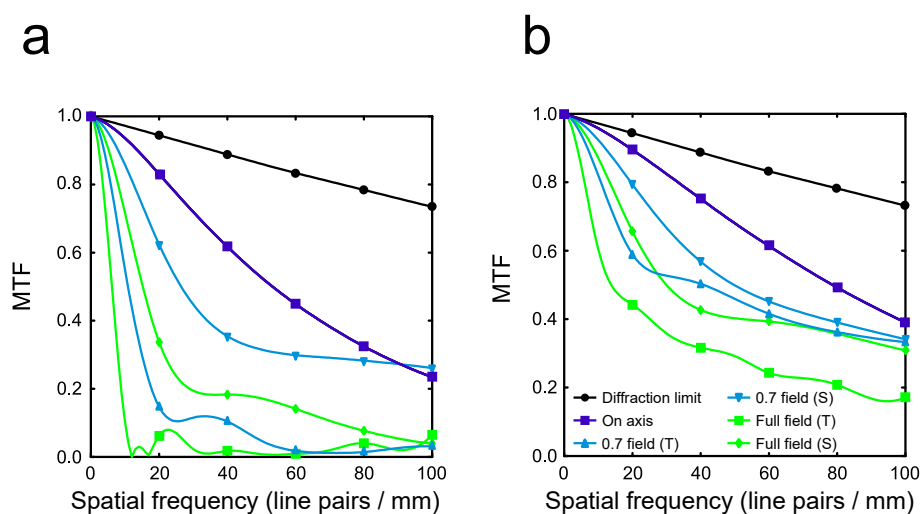 a
b
1.0
0.8
0.6
0.4
0.2
0.0
MTF
0 20 40 60 80 100
Spatial frequency (line pairs / mm)
1.0
0.8
0.6
0.4
0.2
0.0
MTF
Diffraction limit
On axis
0.7 field (T)
0.7 field (S)
Full field (T)
Full field (S)
0 20 40 60 80 100
Spatial frequency (line pairs / mm)